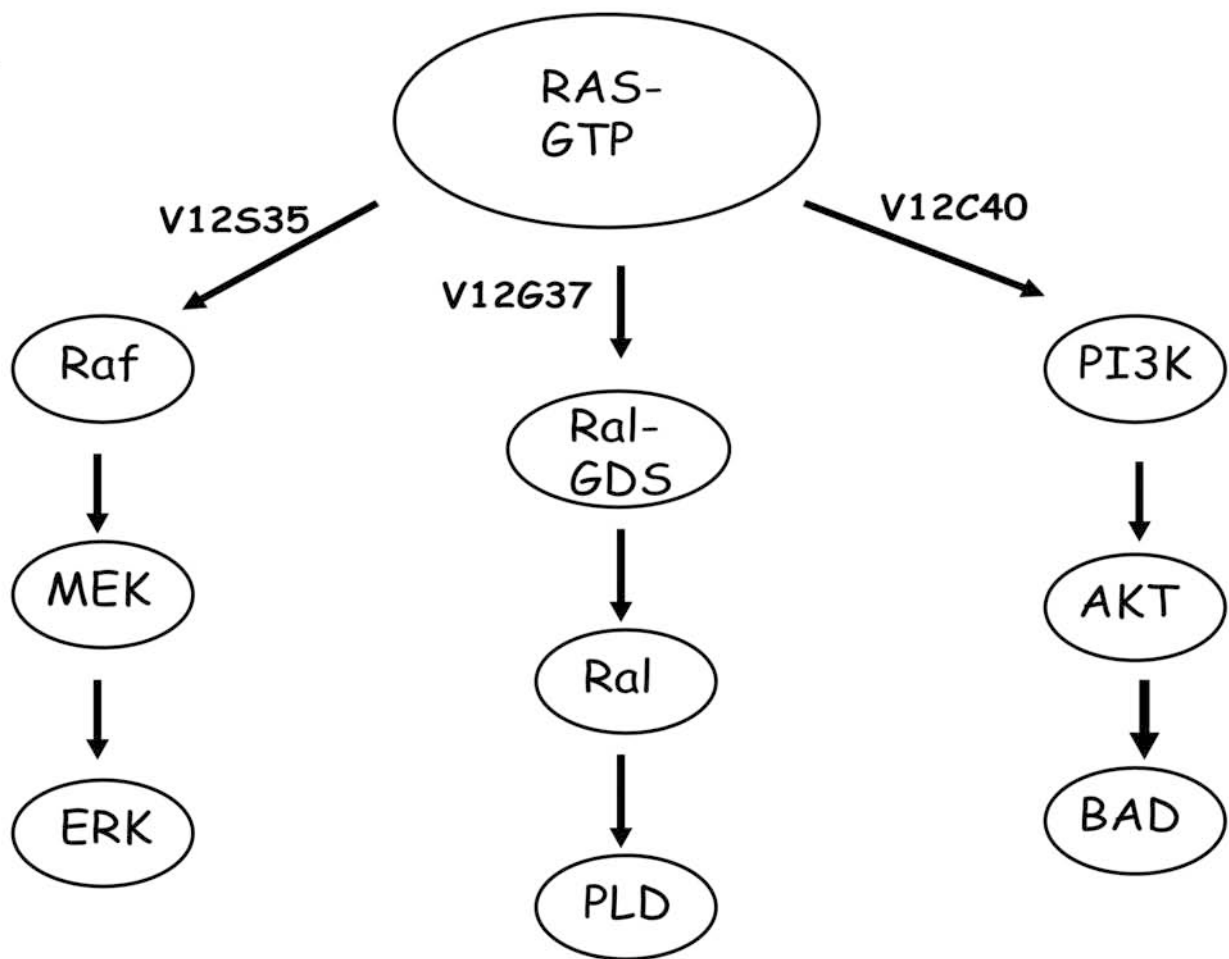 RAS-
GTP
V12S35
V12C40
V12G37
Raf
PI3K
Ral-
GDS
MEK
AKT
Ral
ERK
BAD
PLD